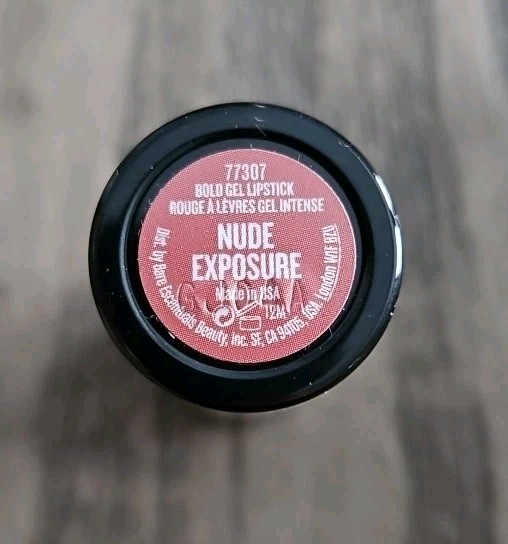 77307
BOLD GEL LIPSTICK
ROUGE À LÈVRES GEL INTENSE
NUDE
EXPOSURE
Made in USA
12M
Dist. by Bare Escentuals Beauty, Inc. SF, CA 94105, USA, London W1F 8ZU